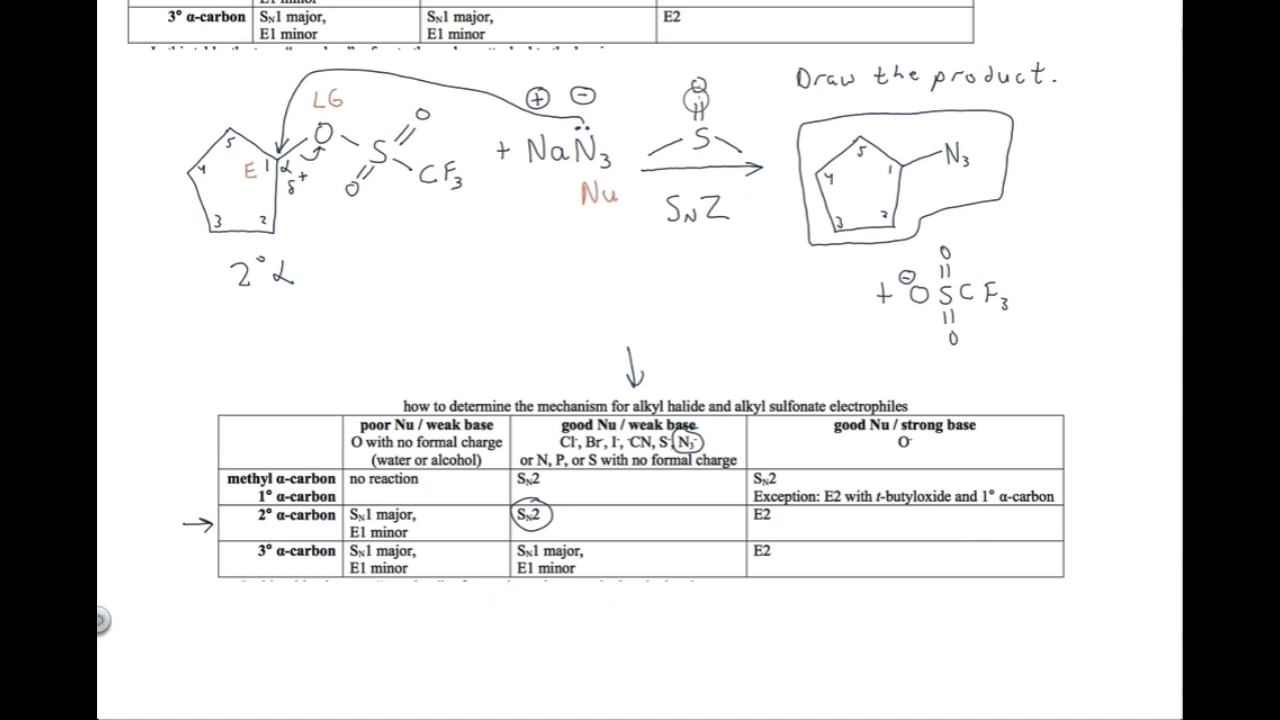 E1 minor
3° α-carbon SN1 major, SN1 major, E2
E1 minor E1 minor
Draw the product.
LG
O O
5 S
4 E 1 α
δ+
CF3
O
3 2
2° α
+ NaN3
⊕ ⊖
Nu
O
S
SN2
5
4 1 N3
3 2
+ ⊖OSCF3
O
O
how to determine the mechanism for alkyl halide and alkyl sulfonate electrophiles
poor Nu / weak base good Nu / weak base good Nu / strong base
O with no formal charge Cl-, Br-, I-, -CN, S-, N3- O-
(water or alcohol) or N, P, or S with no formal charge
methyl α-carbon no reaction SN2 SN2
1° α-carbon Exception: E2 with t-butyloxide and 1° α-carbon
2° α-carbon SN1 major, SN2 E2
E1 minor
3° α-carbon SN1 major, SN1 major, E2
E1 minor E1 minor